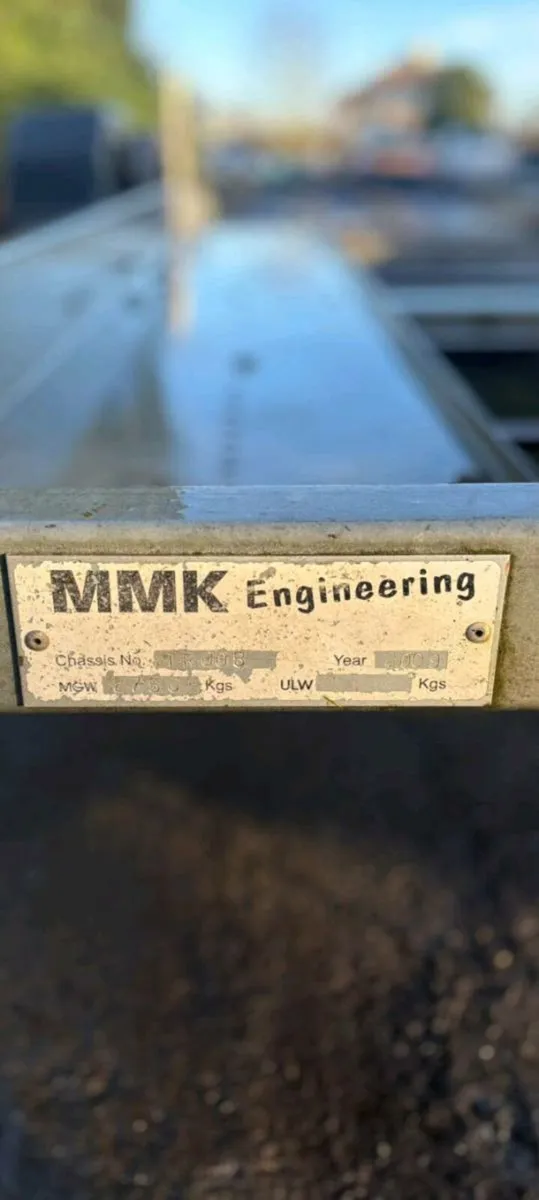 MMK Engineering
Chassis No. Year
MGW Kgs ULW Kgs